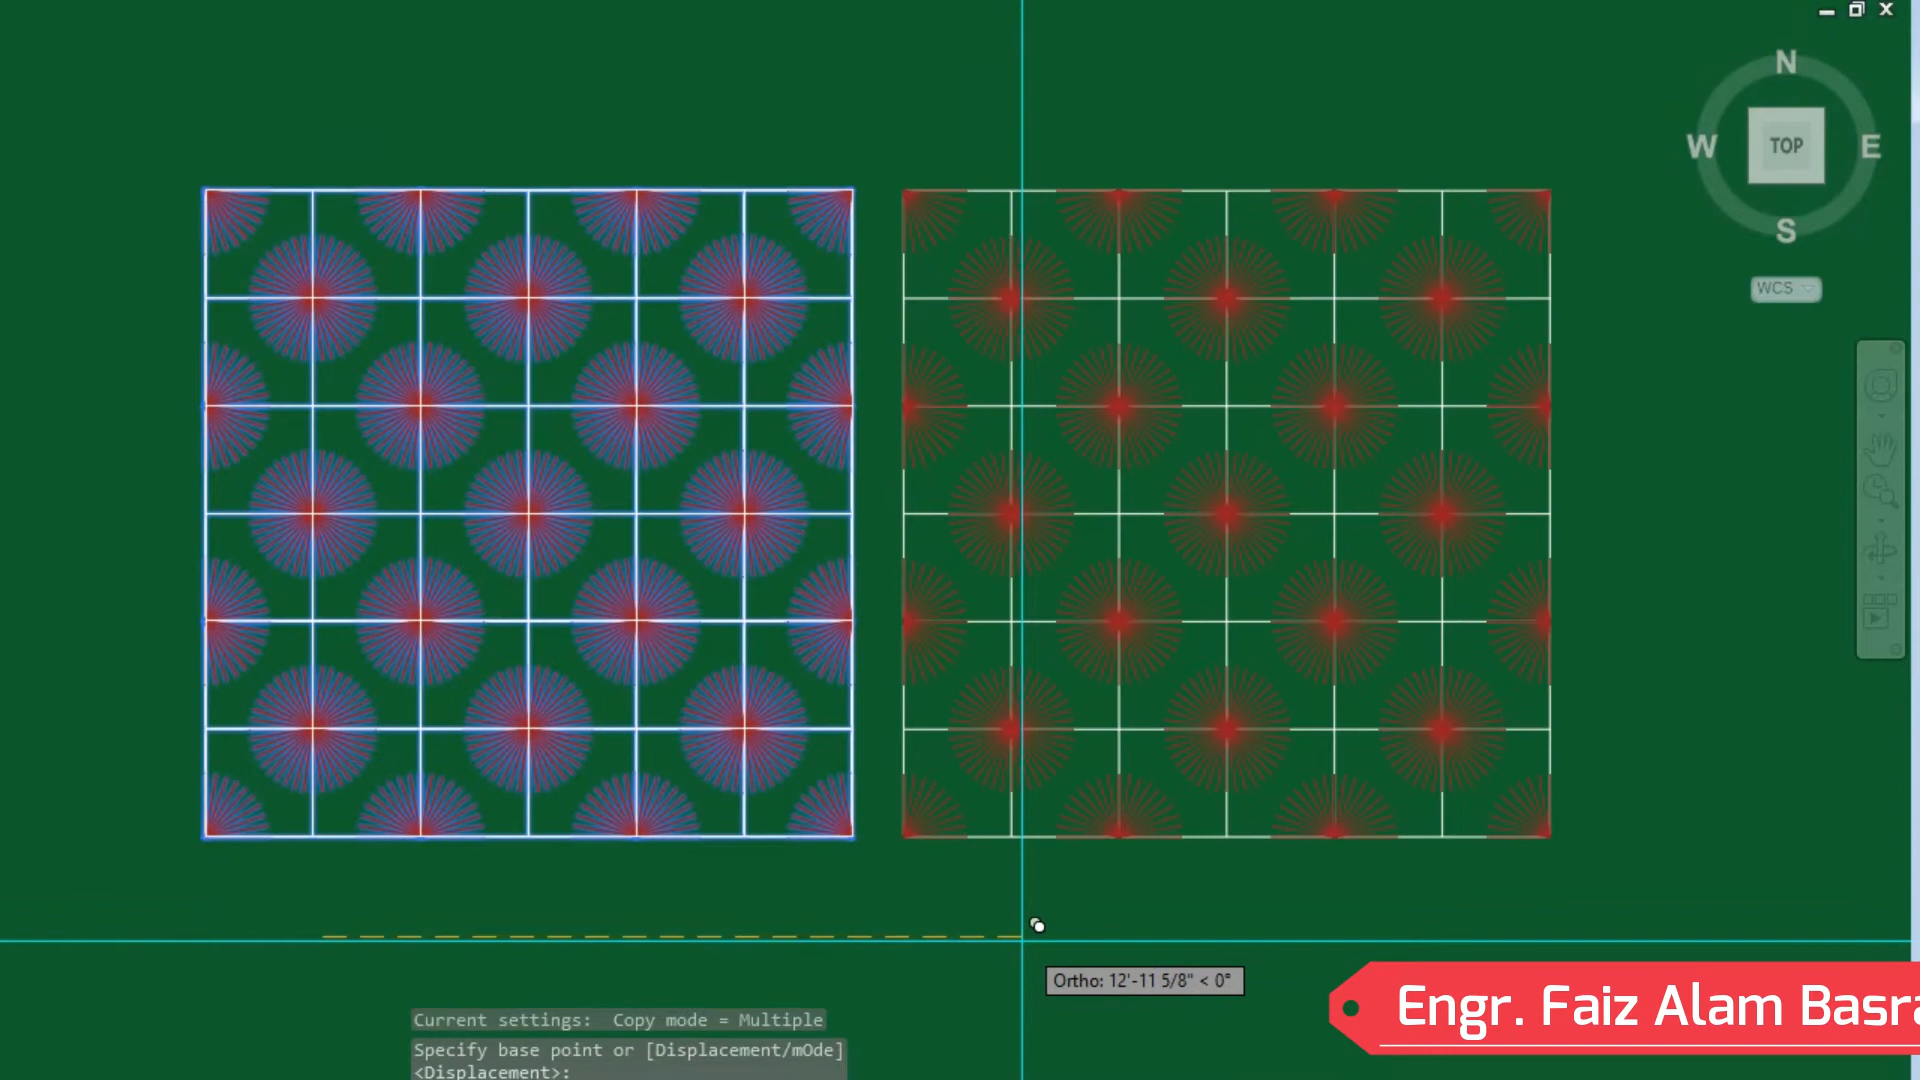 N
W
TOP
E
S
WCS
Ortho: 12'-11 5/8" < 0°
Engr. Faiz Alam Basra
Current settings:  Copy mode = Multiple
Specify base point or [Displacement/mOde]
<Displacement>: